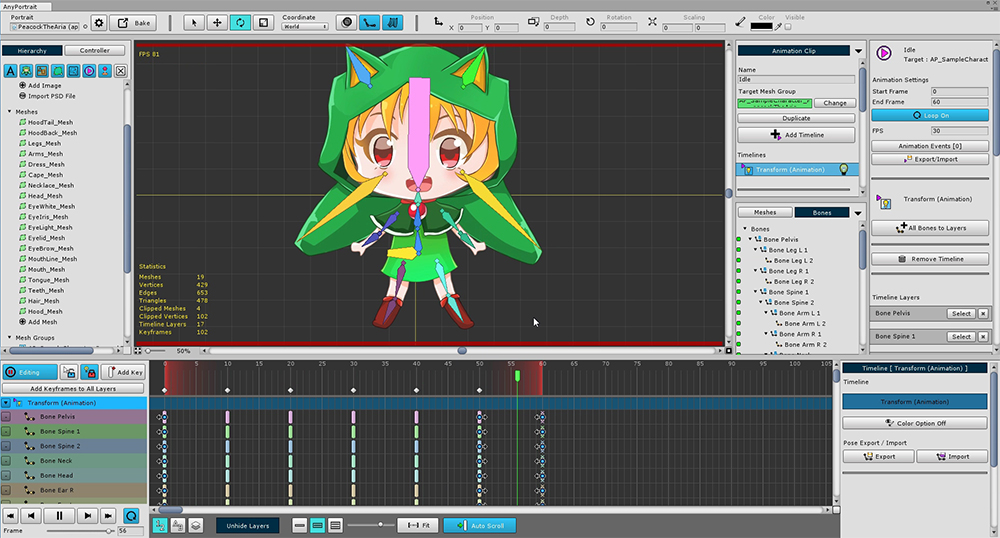 AnyPortrait
Portrait
PeacockTheAria (ap
Bake
Coordinate
World
Position
0
0
Depth
0
Rotation
0
Scaling
0
0
Color
Visible
Hierarchy
Controller
Add Image
Import PSD File
Meshes
HoodTail_Mesh
HoodBack_Mesh
Legs_Mesh
Arms_Mesh
Dress_Mesh
Cape_Mesh
Necklace_Mesh
Head_Mesh
EyeWhite_Mesh
EyeIris_Mesh
EyeLight_Mesh
Eyelid_Mesh
EyeBrow_Mesh
MouthLine_Mesh
Mouth_Mesh
Tongue_Mesh
Teeth_Mesh
Hair_Mesh
Hood_Mesh
Add Mesh
Mesh Groups
FPS 81
Statistics
Meshes 19
Vertices 429
Edges 653
Triangles 478
Clipped Meshes 4
Clipped Vertices 102
Timeline Layers 17
Keyframes 102
50%
Animation Clip
Name
Idle
Target Mesh Group
Change
Duplicate
Add Timeline
Timelines
Transform (Animation)
Meshes
Bones
Bones
Bone Pelvis
Bone Leg L 1
Bone Leg L 2
Bone Leg R 1
Bone Leg R 2
Bone Spine 1
Bone Spine 2
Bone Arm L 1
Bone Arm L 2
Bone Arm R 1
Bone Arm R 2
Idle
Target : AP_SampleCharact
Animation Settings
Start Frame 0
End Frame 60
Loop On
FPS 30
Animation Events [0]
Export/Import
Transform (Animation)
All Bones to Layers
Remove Timeline
Timeline Layers
Bone Pelvis Select
Bone Spine 1 Select
Editing
Add Key
Add Keyframes to All Layers
Transform (Animation)
Bone Pelvis
Bone Spine 1
Bone Spine 2
Bone Neck
Bone Head
Bone Ear R
Frame 56
0 5 10 15 20 25 30 35 40 45 50 55 60 65 70 75 80 85 90 95 100 105
Unhide Layers
Fit
Auto Scroll
Timeline [ Transform (Animation) ]
Timeline
Transform (Animation)
Color Option Off
Pose Export / Import
Export
Import